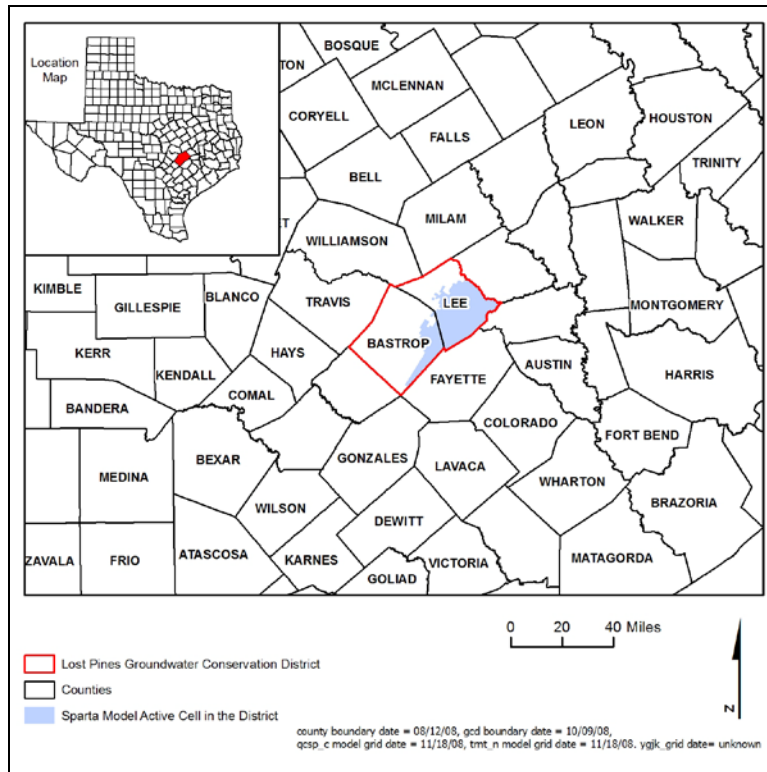 Location
Map
BOSQUE
TON
MCLENNAN
CORYELL
FALLS
LEON
HOUSTON
TRINITY
BELL
MILAM
WALKER
WILLIAMSON
KIMBLE
GILLESPIE
BLANCO
TRAVIS
LEE
MONTGOMERY
BASTROP
KERR
HAYS
KENDALL
COMAL
FAYETTE
AUSTIN
HARRIS
BANDERA
COLORADO
FORT BEND
BEXAR
GONZALES
LAVACA
MEDINA
WHARTON
WILSON
BRAZORIA
DEWITT
ZAVALA
FRIO
ATASCOSA
KARNES
VICTORIA
MATAGORDA
GOLIAD
0 20 40 Miles
Lost Pines Groundwater Conservation District
Counties
Sparta Model Active Cell in the District
N
county boundary date = 08/12/08, gcd boundary date = 10/09/08,
qcsp_c model grid date = 11/18/08, tmt_n model grid date = 11/18/08. ygjk_grid date= unknown